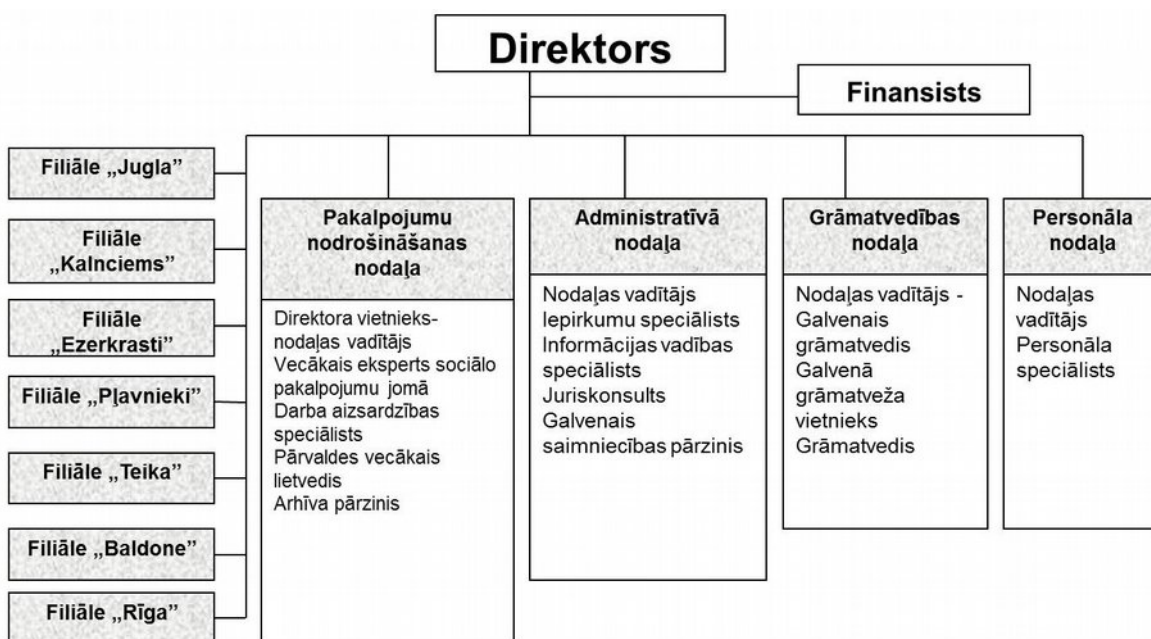 Direktors
Finansists
Filiāle „Jugla”
Filiāle
„Kalnciems”
Filiāle
„Ezerkrasti”
Filiāle „Pļavnieki”
Filiāle „Teika”
Filiāle „Baldone”
Filiāle „Rīga”
Pakalpojumu
nodrošināšanas
nodaļa
Direktora vietnieks-
nodaļas vadītājs
Vecākais eksperts sociālo
pakalpojumu jomā
Darba aizsardzības
speciālists
Pārvaldes vecākais
lietvedis
Arhīva pārzinis
Administratīvā
nodaļa
Nodaļas vadītājs
Iepirkumu speciālists
Informācijas vadības
speciālists
Juriskonsults
Galvenais
saimniecības pārzinis
Grāmatvedības
nodaļa
Nodaļas vadītājs -
Galvenais
grāmatvedis
Galvenā
grāmatveža
vietnieks
Grāmatvedis
Personāla
nodaļa
Nodaļas
vadītājs
Personāla
speciālists